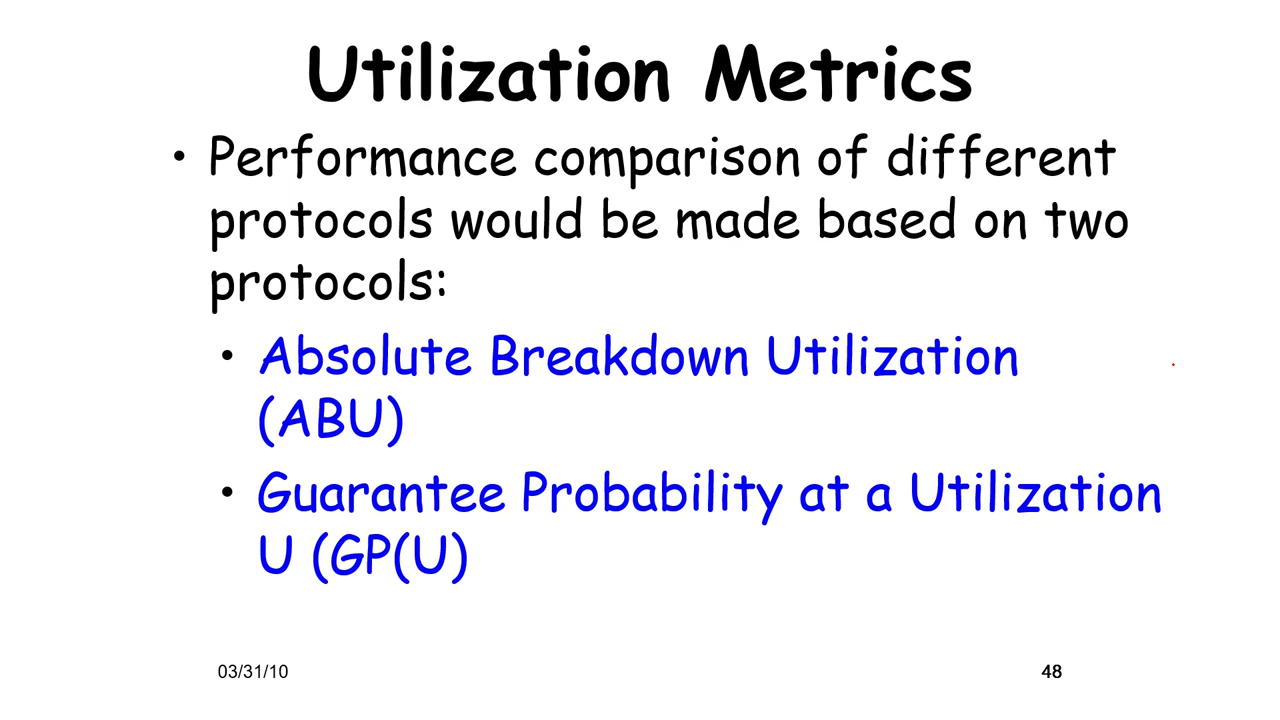 Utilization Metrics
• Performance comparison of different
protocols would be made based on two
protocols:
• Absolute Breakdown Utilization
(ABU)
• Guarantee Probability at a Utilization
U (GP(U)
03/31/10
48